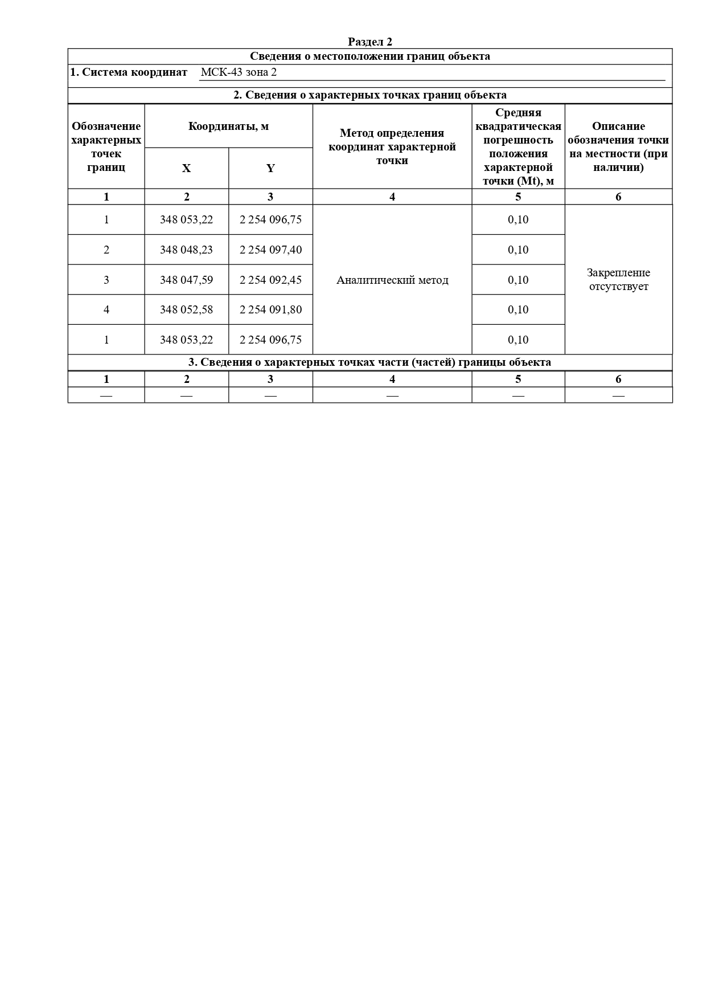 Раздел 2
Сведения о местоположении границ объекта
1. Система координат МСК-43 зона 2
2. Сведения о характерных точках границ объекта
Обозначение
характерных
точек
границ
Координаты, м
X
Y
Метод определения
координат характерной
точки
Средняя
квадратическая
погрешность
положения
характерной
точки (Mt), м
Описание
обозначения точки
на местности (при
наличии)
1 2 3 4 5 6
1 348 053,22 2 254 096,75 0,10
2 348 048,23 2 254 097,40 0,10
3 348 047,59 2 254 092,45 Аналитический метод 0,10
Закрепление
отсутствует
4 348 052,58 2 254 091,80 0,10
1 348 053,22 2 254 096,75 0,10
3. Сведения о характерных точках части (частей) границы объекта
1 2 3 4 5 6
— — — — — —